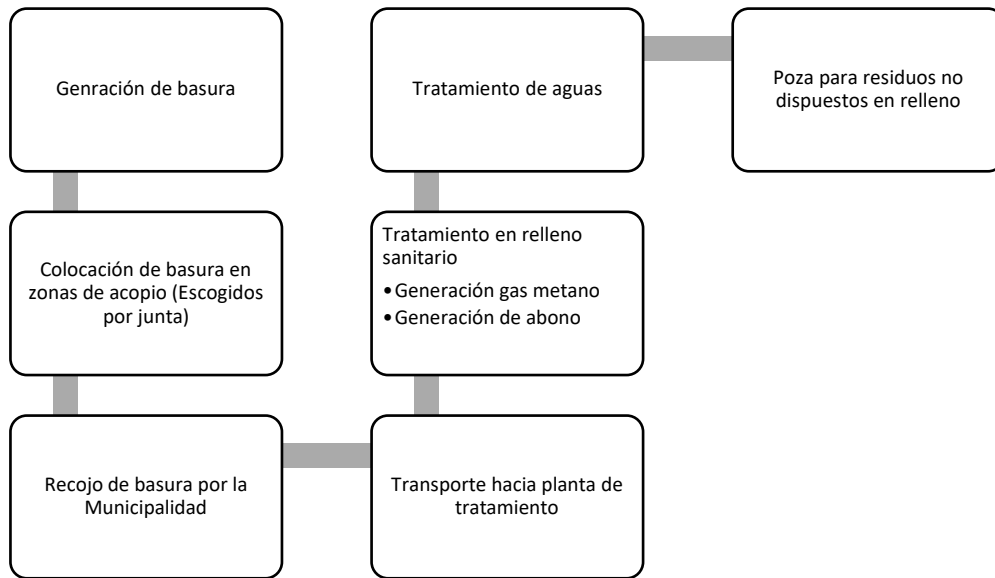 Genración de basura
Colocación de basura en
zonas de acopio (Escogidos
por junta)
Recojo de basura por la
Municipalidad
Transporte hacia planta de
tratamiento
Tratamiento en relleno
sanitario
•Generación gas metano
•Generación de abono
Tratamiento de aguas
Poza para residuos no
dispuestos en relleno